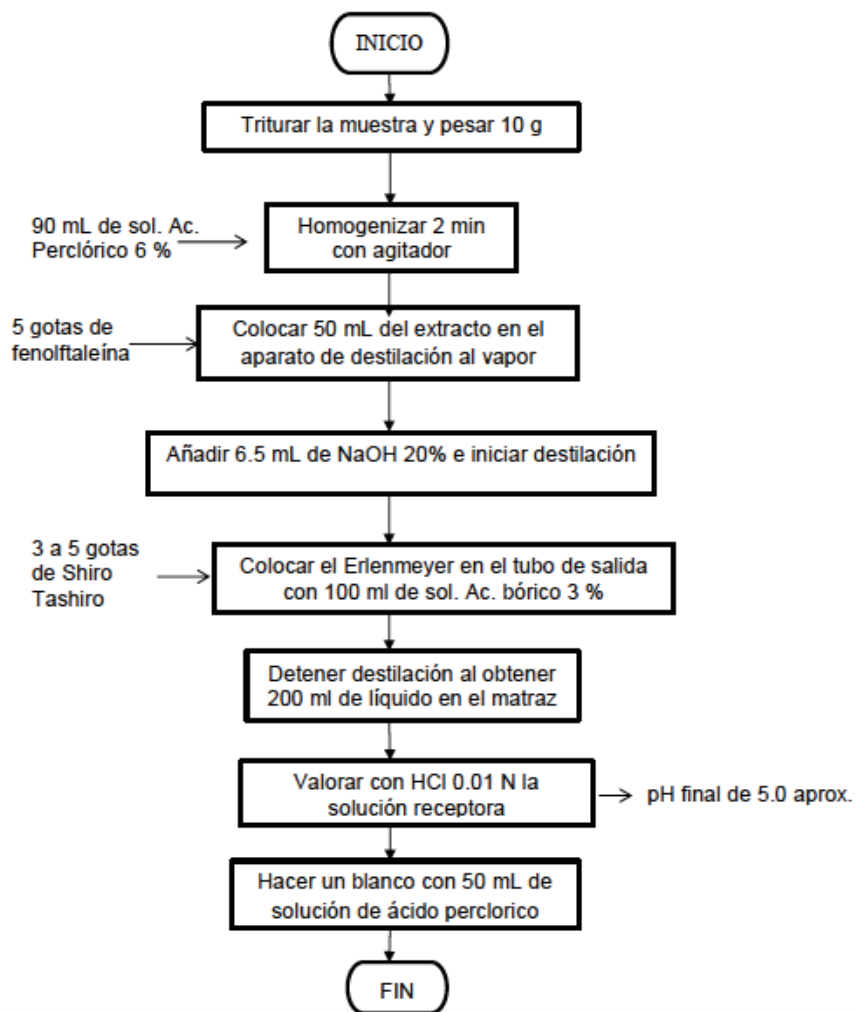 INICIO
Triturar la muestra y pesar 10 g
90 mL de sol. Ac.
Perclórico 6 %
Homogenizar 2 min
con agitador
5 gotas de
fenolftaleína
Colocar 50 mL del extracto en el
aparato de destilación al vapor
Añadir 6.5 mL de NaOH 20% e iniciar destilación
3 a 5 gotas
de Shiro
Tashiro
Colocar el Erlenmeyer en el tubo de salida
con 100 ml de sol. Ac. bórico 3 %
Detener destilación al obtener
200 ml de líquido en el matraz
Valorar con HCl 0.01 N la
solución receptora
pH final de 5.0 aprox.
Hacer un blanco con 50 mL de
solución de ácido perclorico
FIN